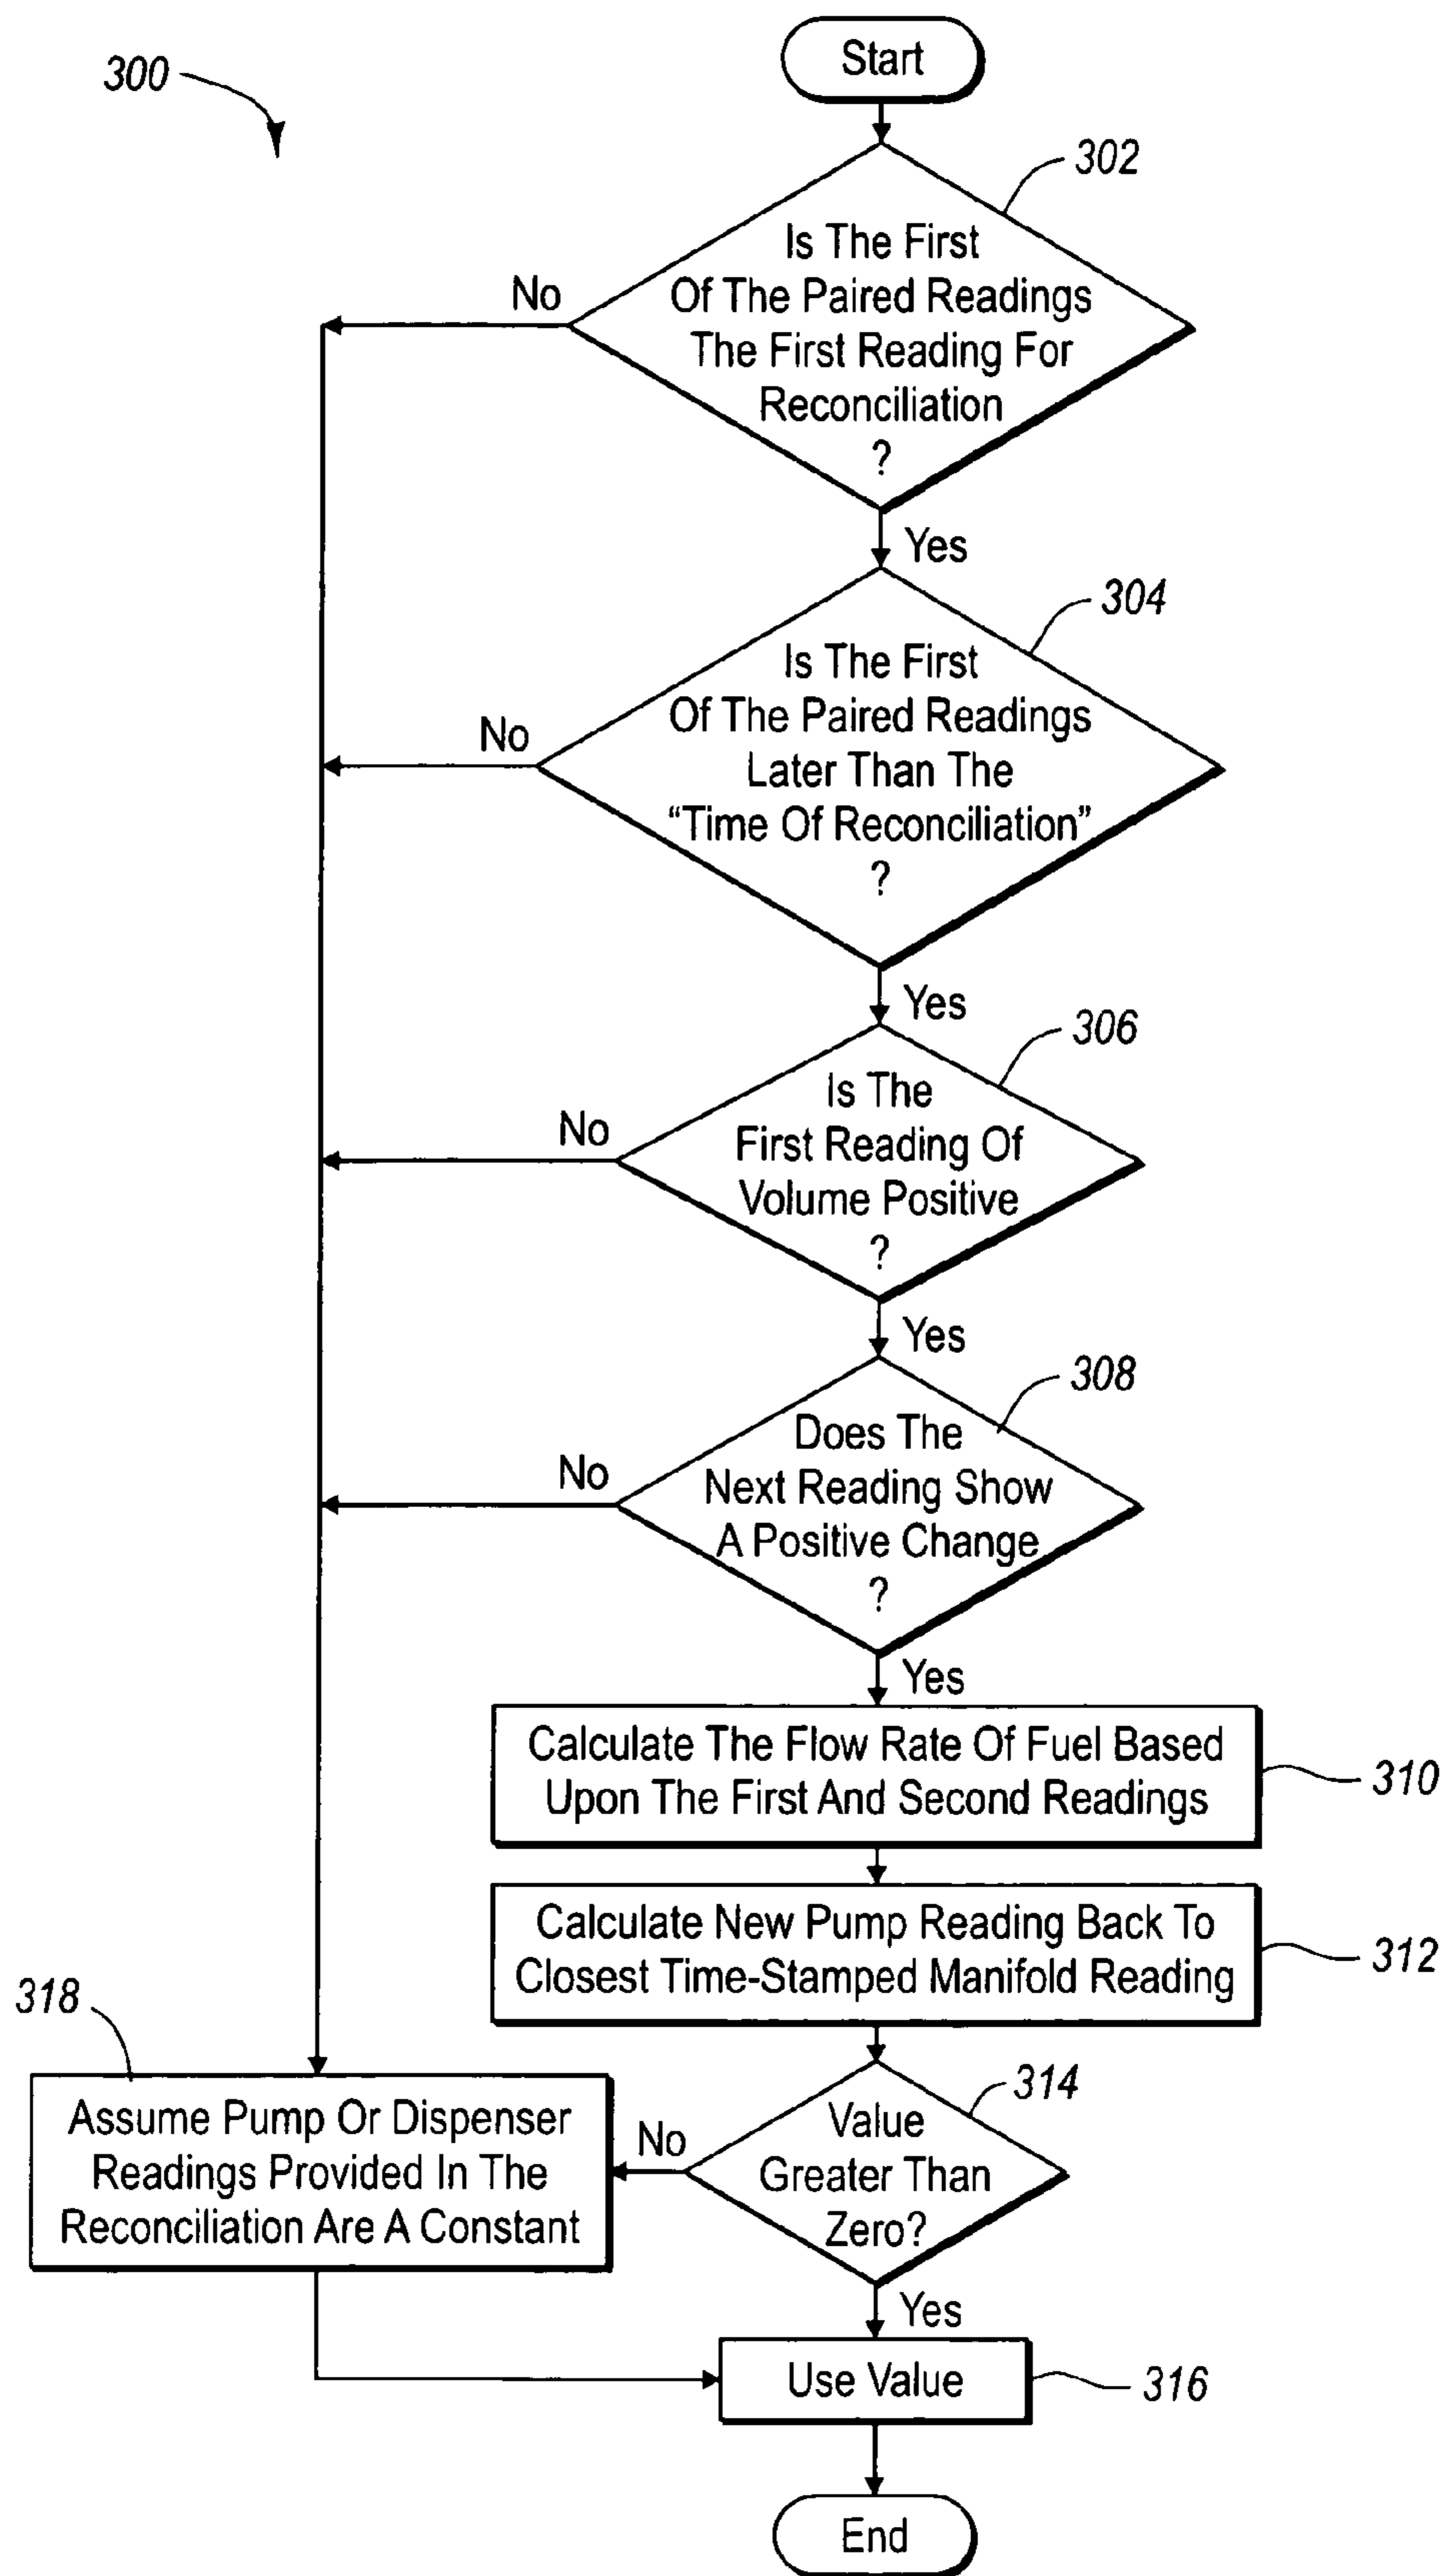 Start
300
302
Is The First
Of The Paired Readings
The First Reading For
Reconciliation
?
No
Yes
304
Is The First
Of The Paired Readings
Later Than The
“Time Of Reconciliation”
?
No
Yes
306
Is The
First Reading Of
Volume Positive
?
No
Yes
308
Does The
Next Reading Show
A Positive Change
?
No
Yes
Calculate The Flow Rate Of Fuel Based
Upon The First And Second Readings
310
Calculate New Pump Reading Back To
Closest Time-Stamped Manifold Reading
312
318
Assume Pump Or Dispenser
Readings Provided In The
Reconciliation Are A Constant
314
Value
Greater Than
Zero?
No
Yes
Use Value
316
End